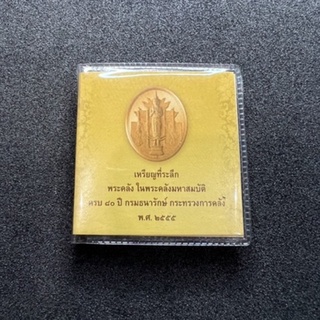 เหรียญที่ระลึก
พระคลัง ในพระคลังมหาสมบัติ
ครบ ๘๐ ปี กรมธนารักษ์ กระทรวงการคลัง
พ.ศ. ๒๕๕๕